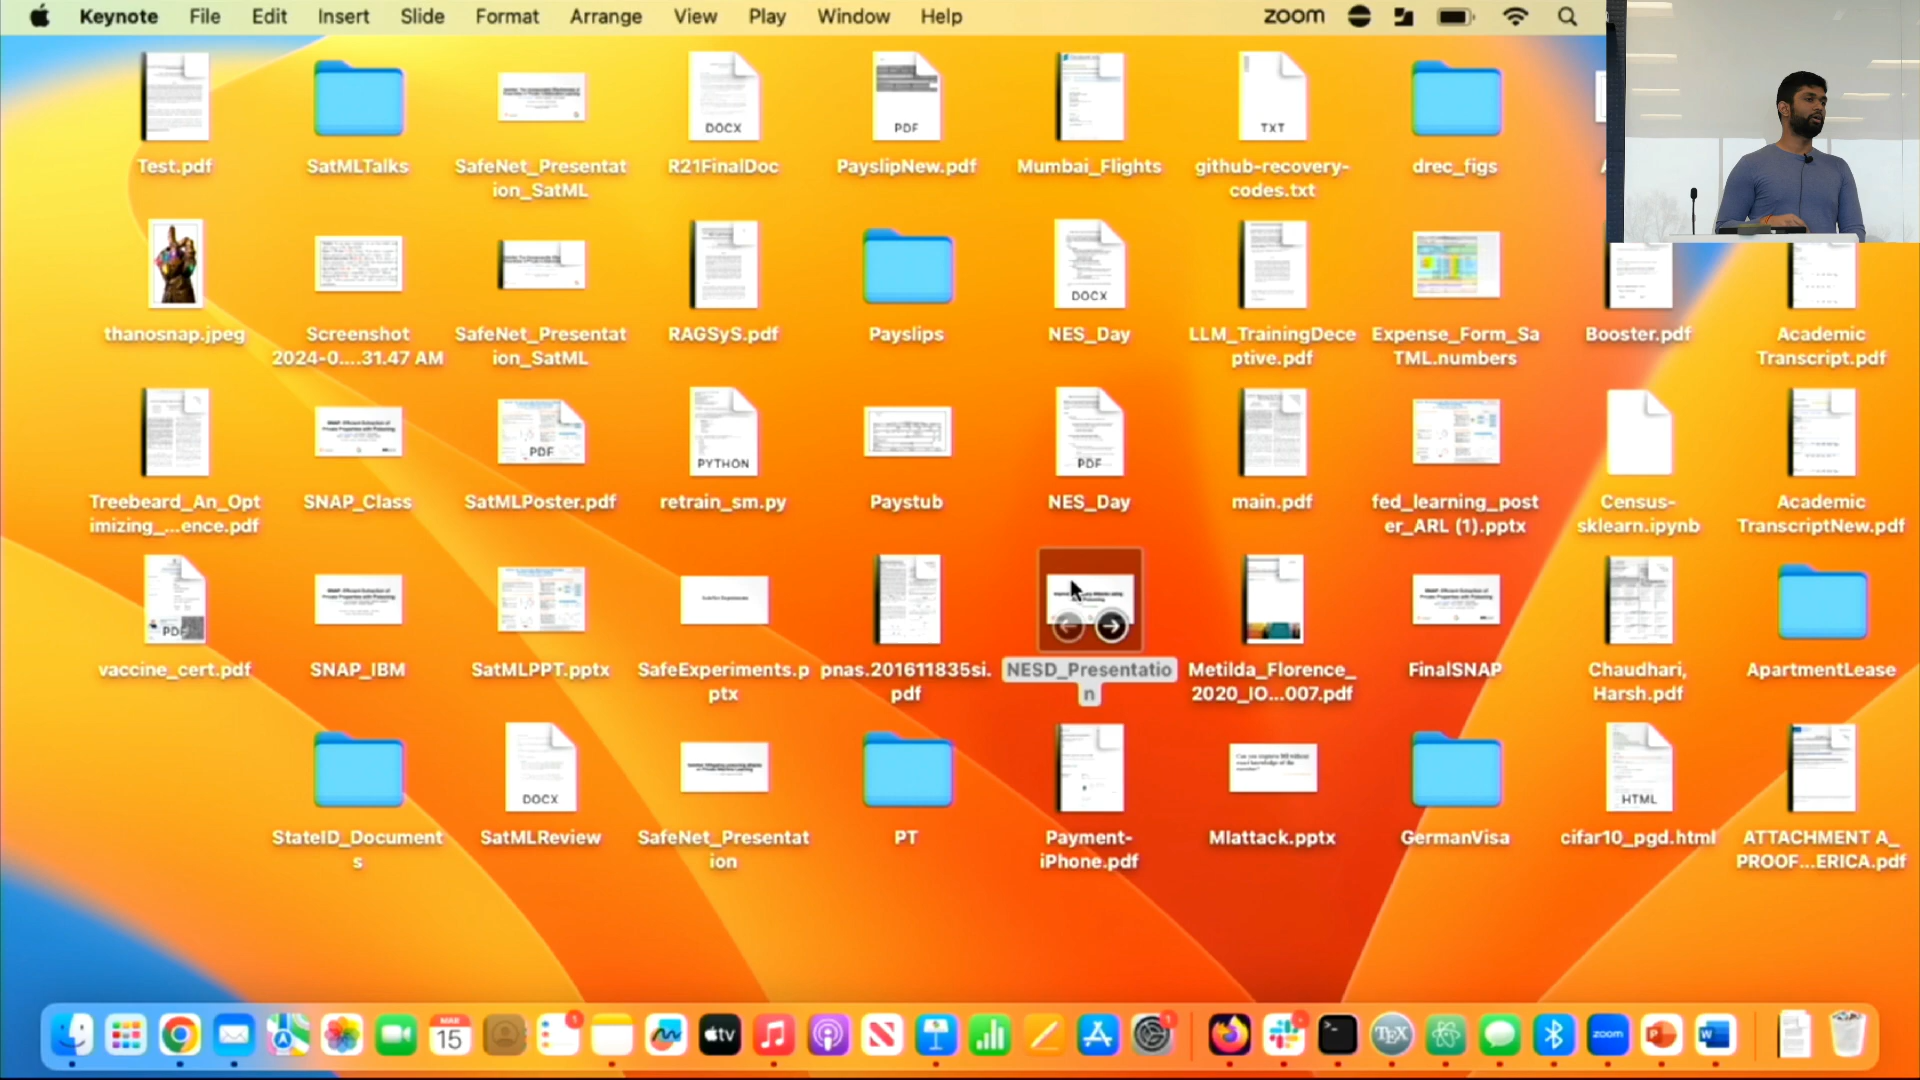 Keynote File Edit Insert Slide Format Arrange View Play Window Help zoom
DOCX PDF TXT
Test.pdf SatMLTalks SafeNet_Presentat R21FinalDoc PayslipNew.pdf Mumbai_Flights github-recovery- drec_figs
ion_SatML codes.txt
DOCX
thanosnap.jpeg Screenshot SafeNet_Presentat RAGSyS.pdf Payslips NES_Day LLM_TrainingDece Expense_Form_Sa Booster.pdf Academic
2024-0....31.47 AM ion_SatML ptive.pdf TML.numbers Transcript.pdf
PDF PYTHON PDF
Treebeard_An_Opt SNAP_Class SatMLPoster.pdf retrain_sm.py Paystub NES_Day main.pdf fed_learning_post Census- Academic
imizing_...ence.pdf er_ARL (1).pptx sklearn.ipynb TranscriptNew.pdf
PDF
vaccine_cert.pdf SNAP_IBM SatMLPPT.pptx SafeExperiments.p pnas.201611835si. NESD_Presentatio Metilda_Florence_ FinalSNAP Chaudhari, ApartmentLease
ptx pdf n 2020_IO...007.pdf Harsh.pdf
DOCX HTML
StateID_Document SatMLReview SafeNet_Presentat PT Payment- MIattack.pptx GermanVisa cifar10_pgd.html ATTACHMENT A_
s ion iPhone.pdf PROOF...ERICA.pdf
MAR
15 tv TEX zoom